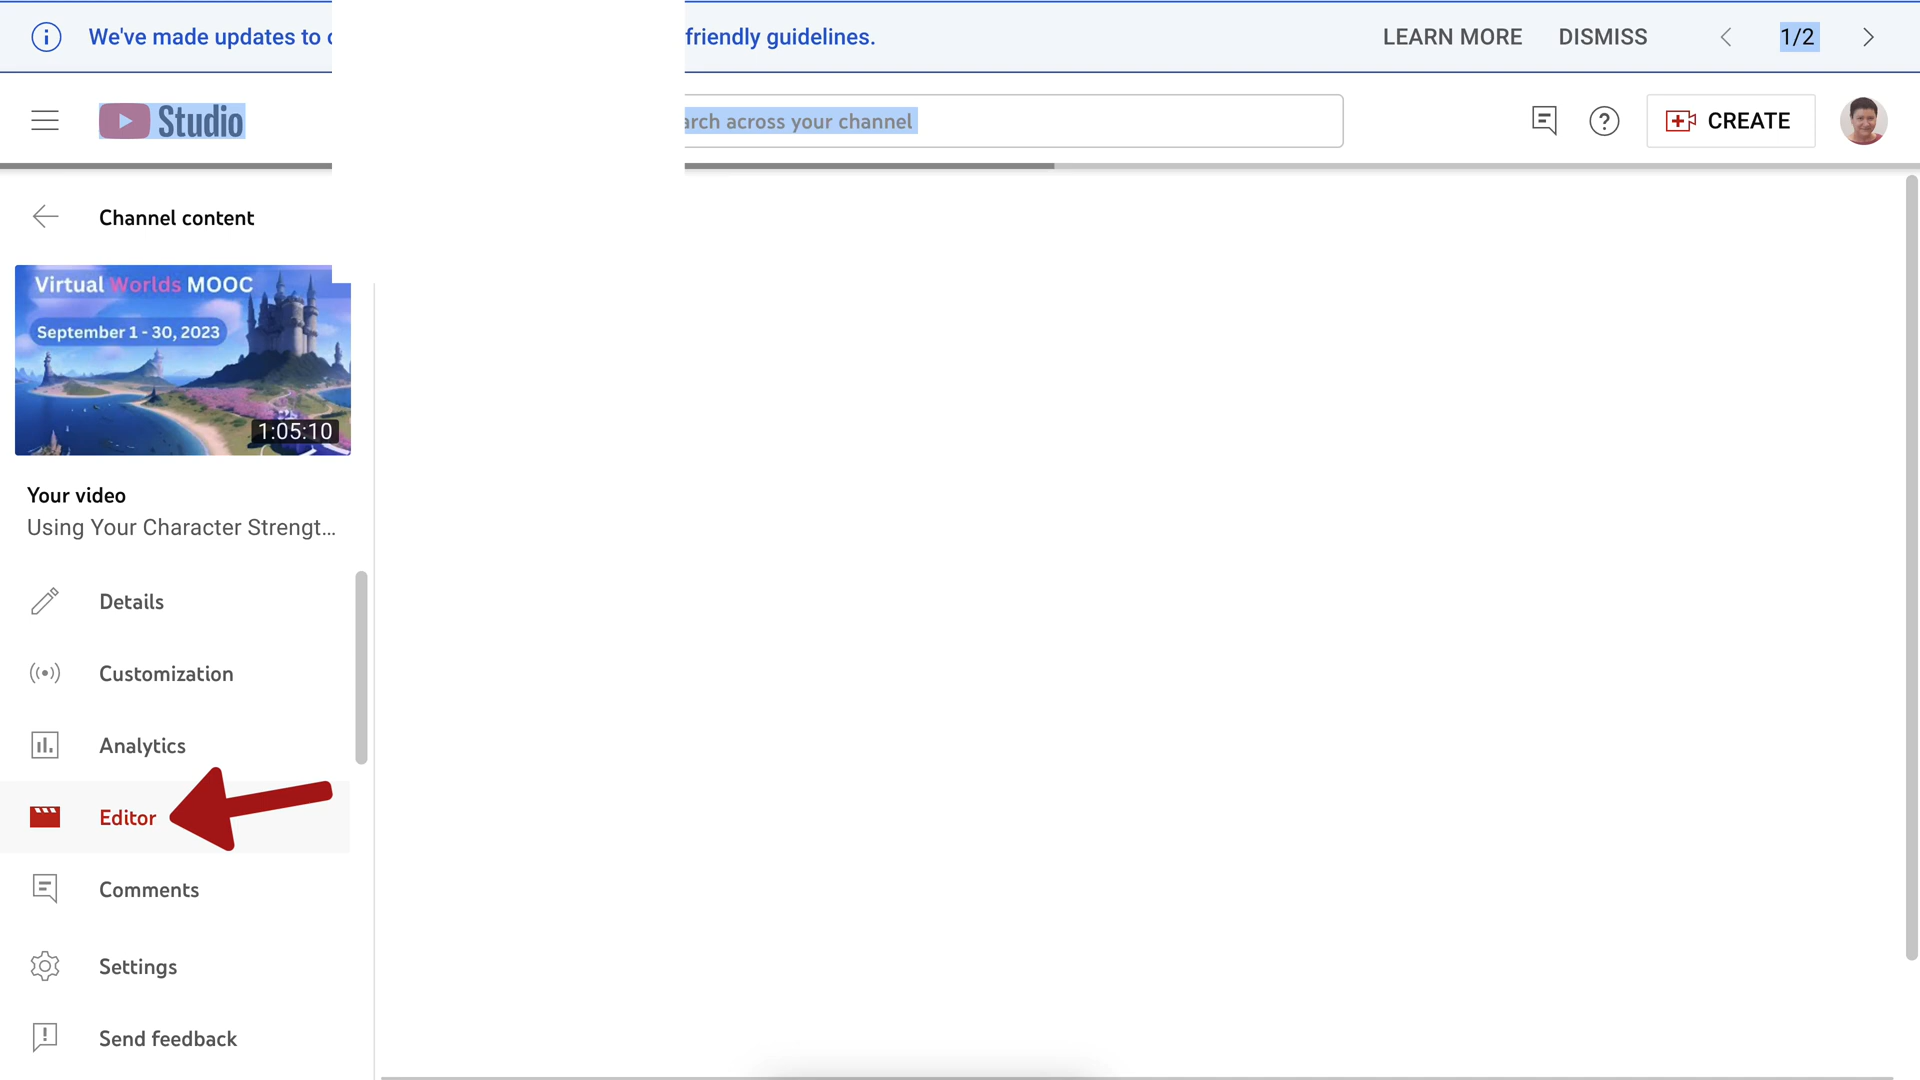 We've made updates to
friendly guidelines.
LEARN MORE
DISMISS
1/2
Studio
across your channel
CREATE
Channel content
Virtual Worlds MOOC
September 1 - 30, 2023
1:05:10
Your video
Using Your Character Strengt...
Details
Customization
Analytics
Editor
Comments
Settings
Send feedback